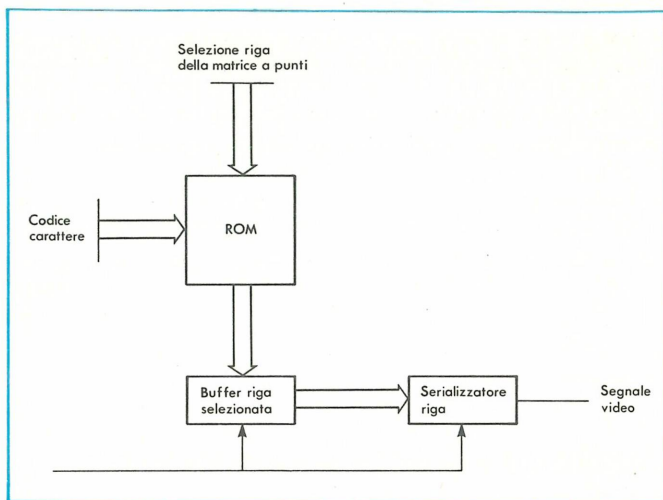 Selezione riga
della matrice a punti
Codice
carattere
ROM
Buffer riga
selezionata
Serializzatore
riga
Segnale
video